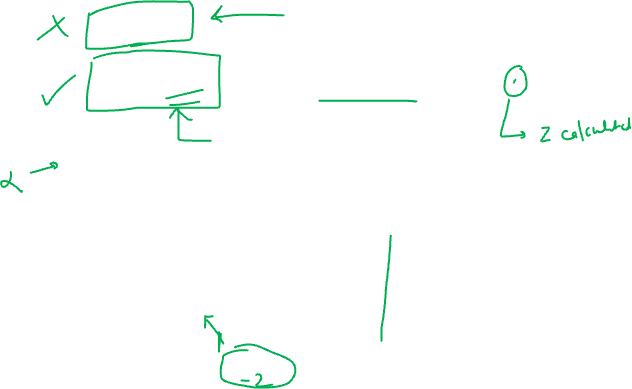 X
✓
Z calculated
α →
-2